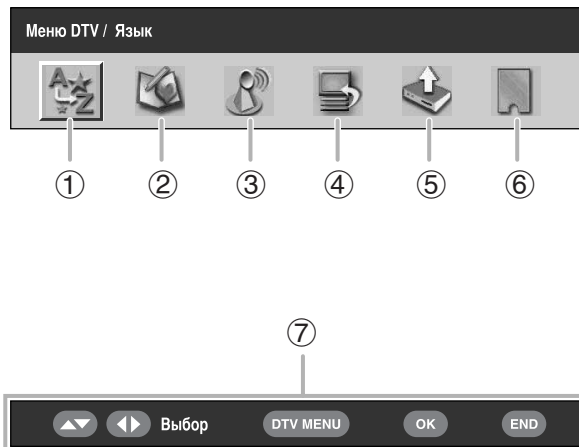 Меню DTV / Язык
A Z
① ② ③ ④ ⑤ ⑥
⑦
Выбор DTV MENU OK END